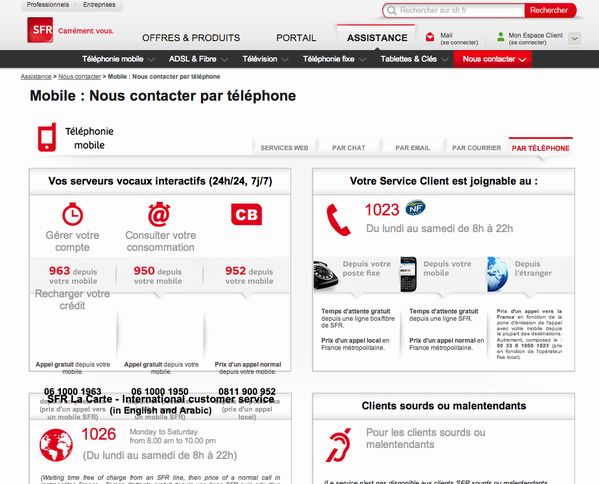 Professionnels Entreprises
Rechercher sur sfr.fr
Rechercher
SFR
Carrément vous.
OFFRES & PRODUITS
PORTAIL
ASSISTANCE
Mail
(se connecter)
Mon Espace Client
(se connecter)
Téléphonie mobile
ADSL & Fibre
Télévision
Téléphonie fixe
Tablettes & Clés
Nous contacter
Assistance > Nous contacter > Mobile : Nous contacter par téléphone
Mobile : Nous contacter par téléphone
Téléphonie
mobile
SERVICES WEB
PAR CHAT
PAR EMAIL
PAR COURRIER
PAR TÉLÉPHONE
Vos serveurs vocaux interactifs (24h/24, 7j/7)
CB
Gérer votre
compte
Consulter votre
consommation
963 depuis
votre mobile
950 depuis
votre mobile
952 depuis
votre mobile
Recharger votre
crédit
Appel gratuit depuis votre
mobile.
Appel gratuit depuis votre
mobile.
Prix d'un appel normal
depuis votre mobile.
06 1000 1963
06 1000 1950
0811 900 952
(prix d'un appel vers
un mobile SFR)
(prix d'un appel
local)
Votre Service Client est joignable au :
1023
NF
Du lundi au samedi de 8h à 22h
Depuis votre
poste fixe
Depuis votre
mobile
Depuis
l'étranger
Temps d'attente gratuit
depuis une ligne box/fibre
de SFR.
Prix d'un appel local en
France métropolitaine.
Temps d'attente gratuit
depuis une ligne SFR.
Prix d'un appel normal en
France métropolitaine.
Prix d'un appel vers la
France en fonction de la
zone d'émission de l'appel
avec votre mobile depuis
la plupart des destinations.
Autrement, composez le :
00 33 6 1000 1023 (prix
en fonction de l'opérateur
fixe local).
SFR La Carte - International customer service
(in English and Arabic)
1026
Monday to Saturday
from 8.00 am to 10.00 pm
(Du lundi au samedi de 8h à 22h)
(Waiting time free of charge from an SFR line, then price of a normal call in
Clients sourds ou malentendants
Pour les clients sourds ou
malentendants
(Le service n'est pas disponible aux clients SFR sourds ou malentendants